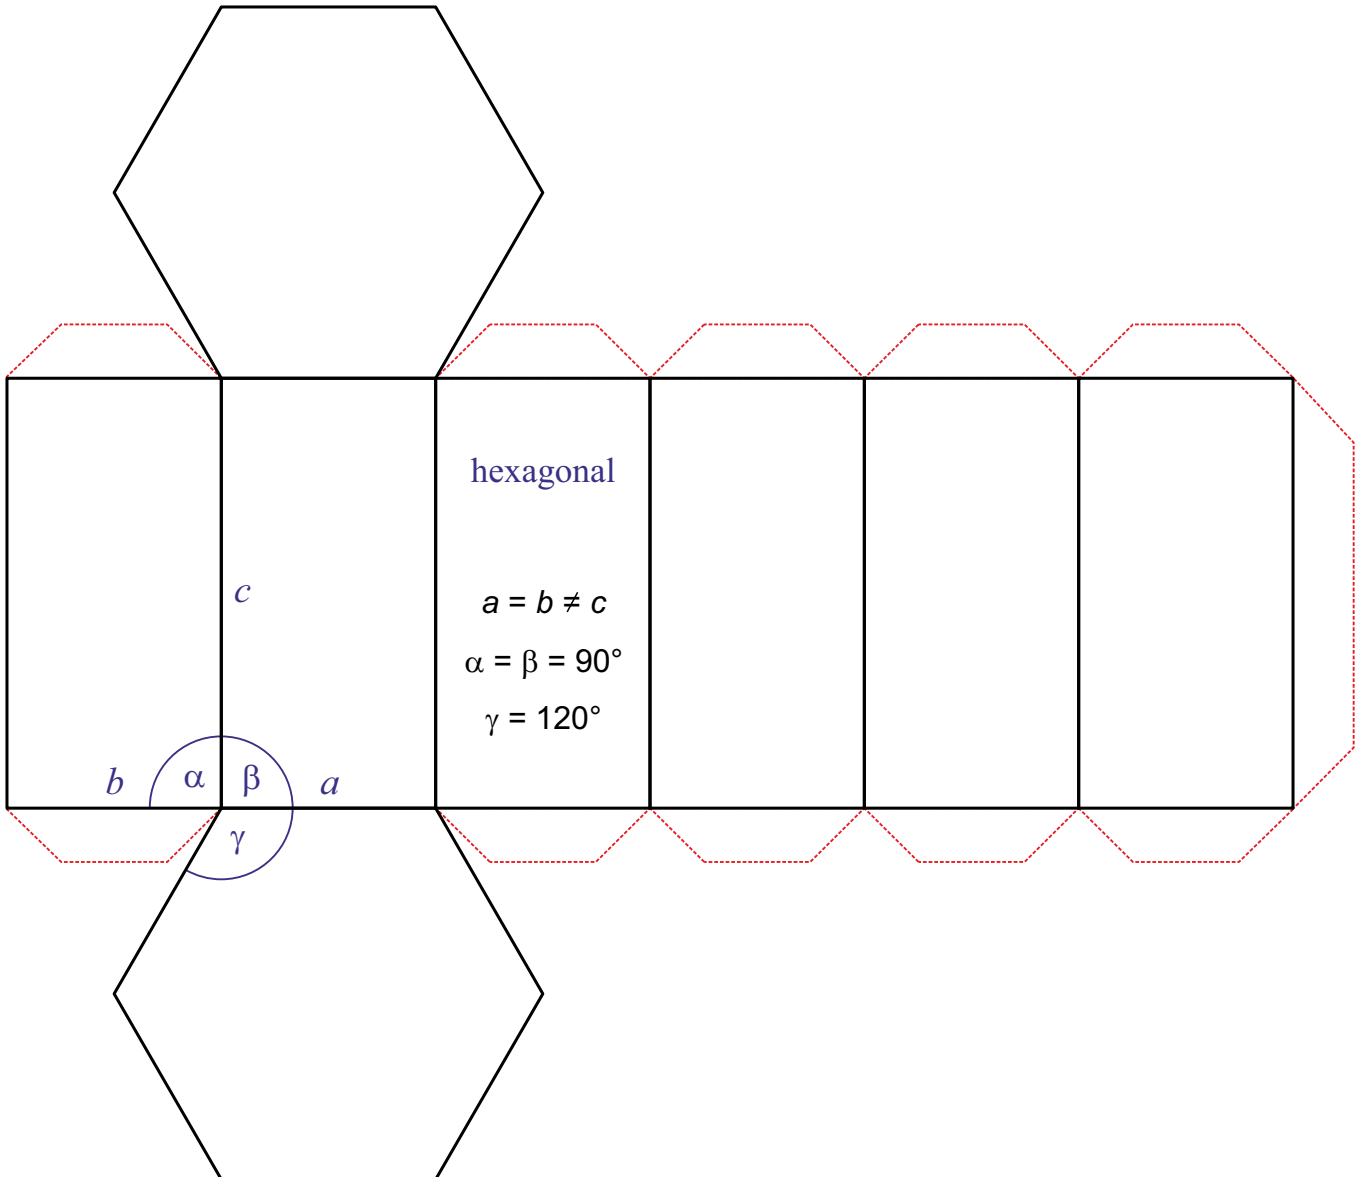 hexagonal
c
a = b ≠ c
α = β = 90°
γ = 120°
b α β a
γ